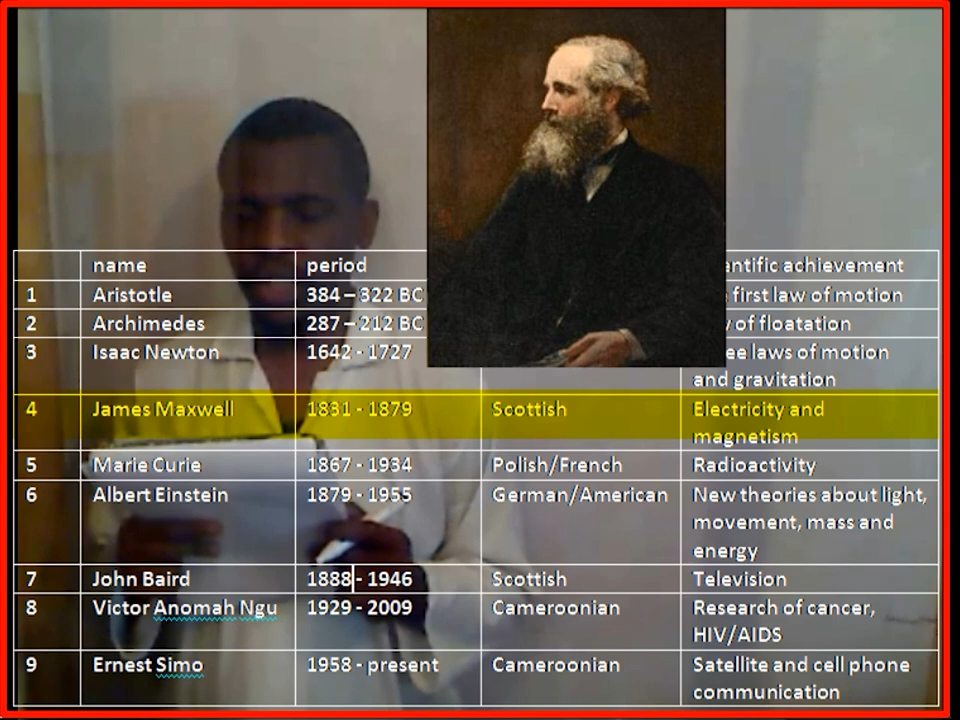 name period entific achievement
1 Aristotle 384 – 322 BC first law of motion
2 Archimedes 287 – 212 BC of floatation
3 Isaac Newton 1642 - 1727 laws of motion
and gravitation
4 James Maxwell 1831 - 1879 Scottish Electricity and
magnetism
5 Marie Curie 1867 - 1934 Polish/French Radioactivity
6 Albert Einstein 1879 - 1955 German/American New theories about light,
movement, mass and
energy
7 John Baird 1888 - 1946 Scottish Television
8 Victor Anomah Ngu 1929 - 2009 Cameroonian Research of cancer,
HIV/AIDS
9 Ernest Simo 1958 - present Cameroonian Satellite and cell phone
communication